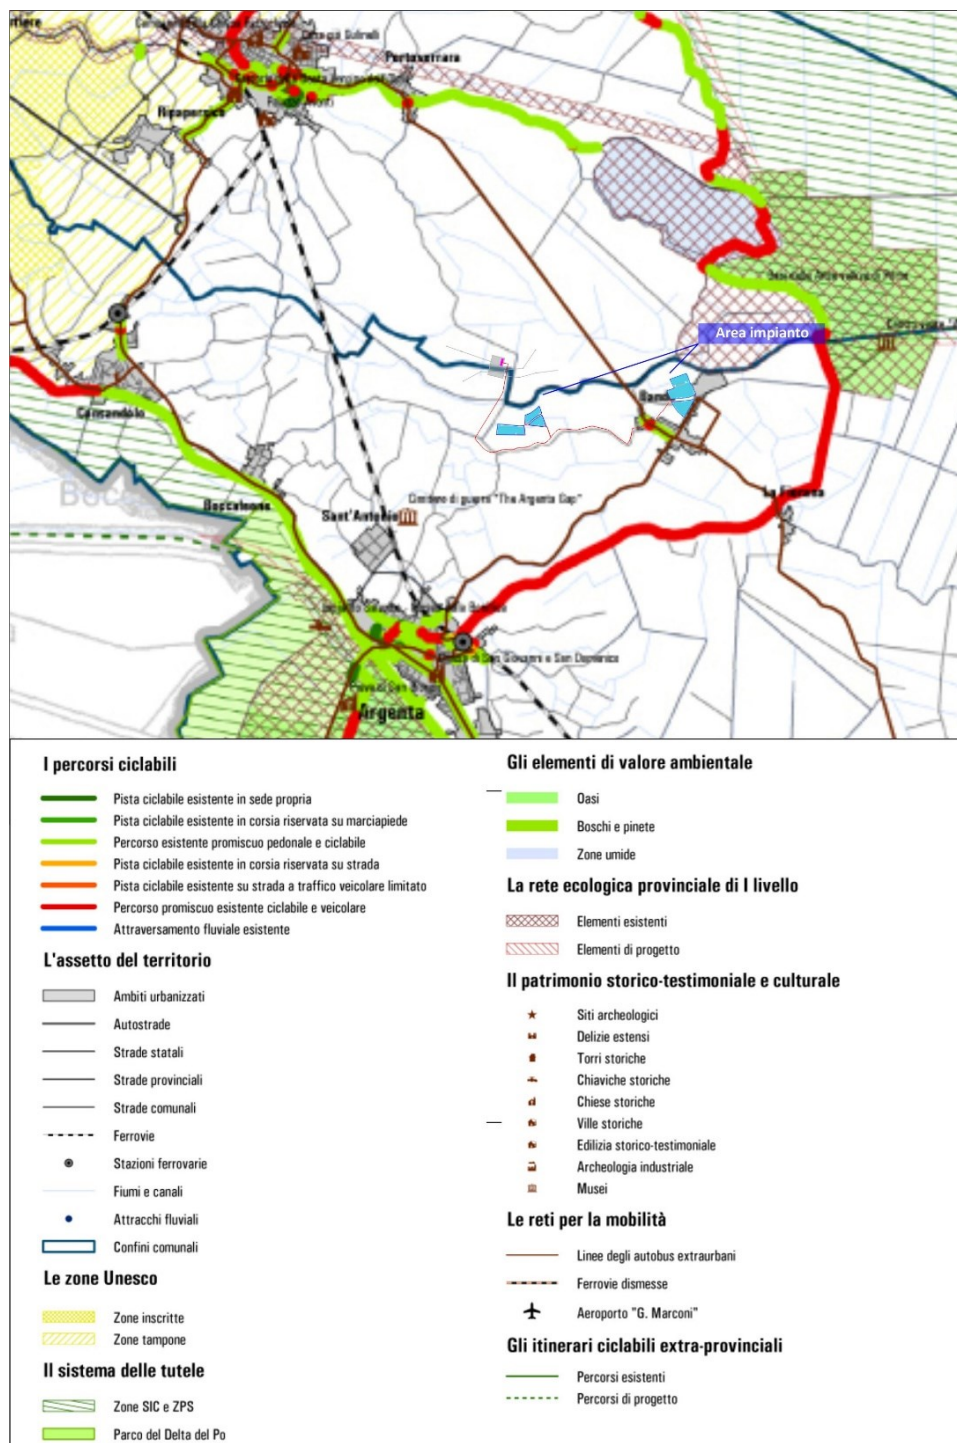 Portoverrara
Ripapersico
Area impianto
Consandolo
Boccaleone
Sant'Antonio
Cimitero di guerra "The Argenta Gap"
La Fiorana
Argenta
I percorsi ciclabili
Pista ciclabile esistente in sede propria
Pista ciclabile esistente in corsia riservata su marciapiede
Percorso esistente promiscuo pedonale e ciclabile
Pista ciclabile esistente in corsia riservata su strada
Pista ciclabile esistente su strada a traffico veicolare limitato
Percorso promiscuo esistente ciclabile e veicolare
Attraversamento fluviale esistente
L'assetto del territorio
Ambiti urbanizzati
Autostrade
Strade statali
Strade provinciali
Strade comunali
Ferrovie
Stazioni ferrovarie
Fiumi e canali
Attracchi fluviali
Confini comunali
Le zone Unesco
Zone inscritte
Zone tampone
Il sistema delle tutele
Zone SIC e ZPS
Parco del Delta del Po
Gli elementi di valore ambientale
Oasi
Boschi e pinete
Zone umide
La rete ecologica provinciale di I livello
Elementi esistenti
Elementi di progetto
Il patrimonio storico-testimoniale e culturale
Siti archeologici
Delizie estensi
Torri storiche
Chiaviche storiche
Chiese storiche
Ville storiche
Edilizia storico-testimoniale
Archeologia industriale
Musei
Le reti per la mobilità
Linee degli autobus extraurbani
Ferrovie dismesse
Aeroporto "G. Marconi"
Gli itinerari ciclabili extra-provinciali
Percorsi esistenti
Percorsi di progetto